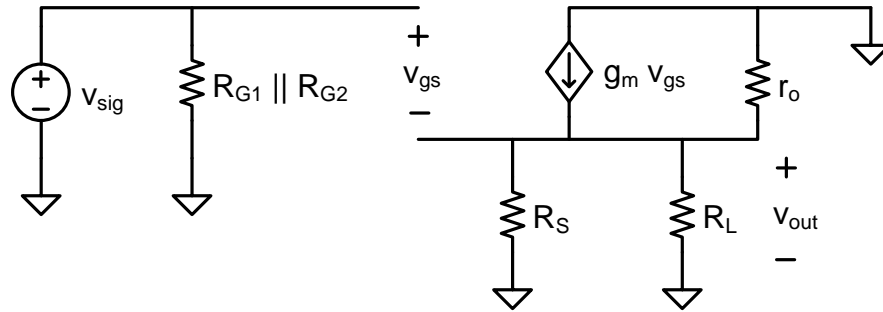 +
−
v_sig
R_G1 || R_G2
+
v_gs
−
g_m v_gs
r_o
R_S
R_L
+
v_out
−